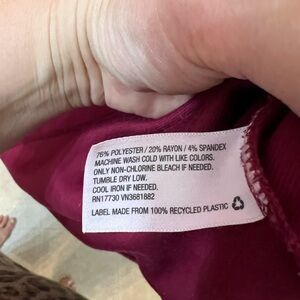 76% POLYESTER / 20% RAYON / 4% SPANDEX
MACHINE WASH COLD WITH LIKE COLORS.
ONLY NON-CHLORINE BLEACH IF NEEDED.
TUMBLE DRY LOW.
COOL IRON IF NEEDED.
RN17730 VN3681882
LABEL MADE FROM 100% RECYCLED PLASTIC